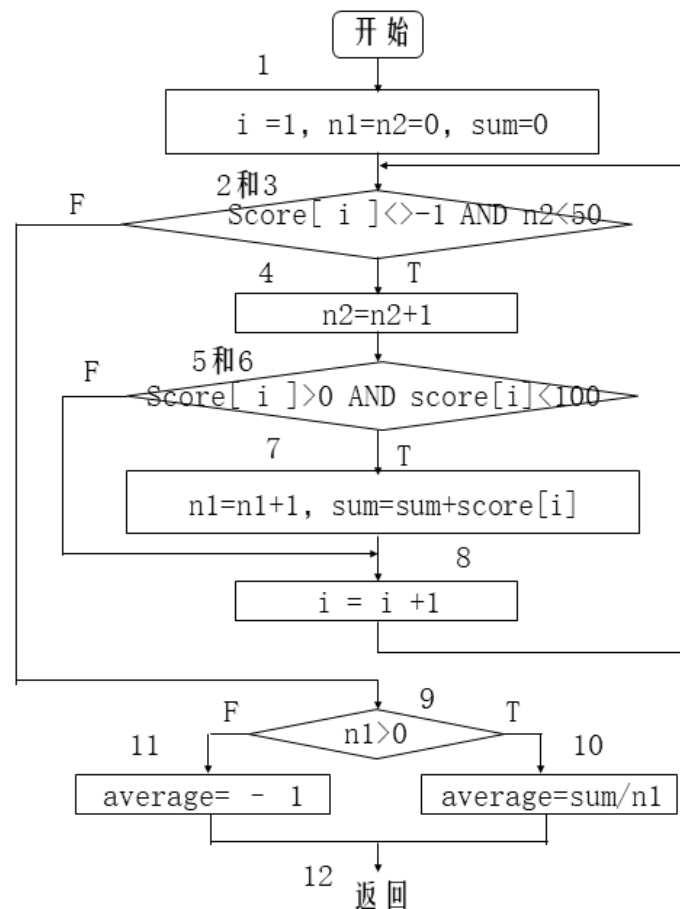 开始
1
i =1, n1=n2=0, sum=0
2和3
F
Score[ i ]<>-1 AND n2<50
4
T
n2=n2+1
5和6
F
Score[ i ]>0 AND score[i]<100
7
T
n1=n1+1, sum=sum+score[i]
8
i = i +1
9
F
T
n1>0
11
10
average= - 1
average=sum/n1
12
返回